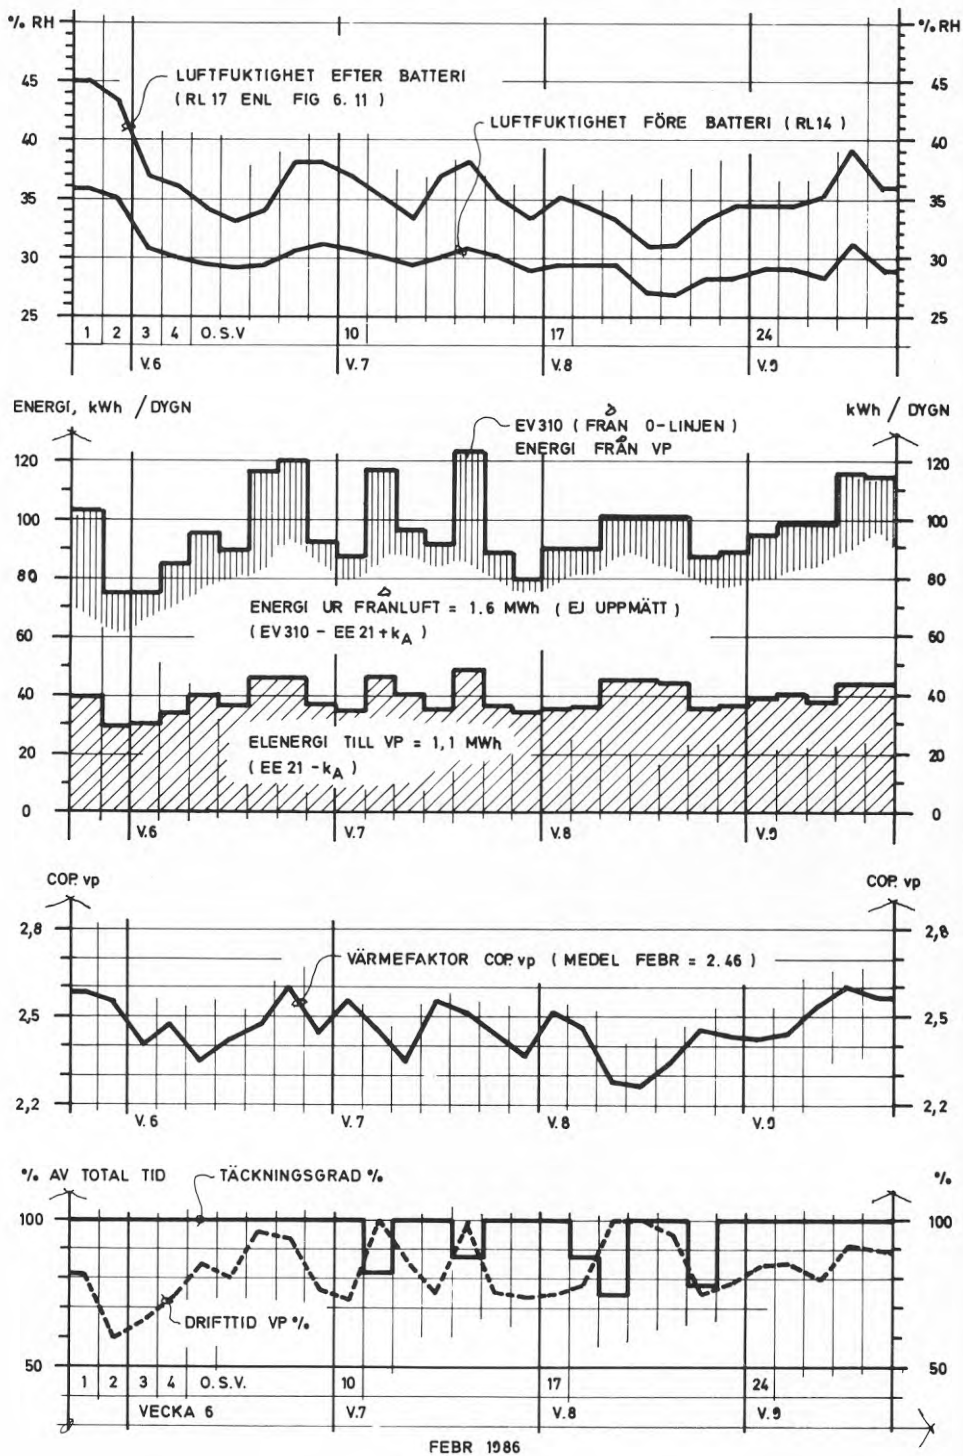 % RH
% RH
LUFTFUKTIGHET EFTER BATTERI
(RL 17 ENL FIG 6.11)
LUFTFUKTIGHET FÖRE BATTERI (RL14)
45
45
40
40
35
35
30
30
25
25
1 2 3 4 O.S.V 10 17 24
V.6 V.7 V.8 V.9
ENERGI, kWh / DYGN
kWh / DYGN
EV310 (FRÅN 0-LINJEN)
ENERGI FRÅN VP
120
120
100
100
80
80
ENERGI UR FRÅNLUFT = 1.6 MWh (EJ UPPMÄTT)
(EV310 - EE21 + kA)
60
60
40
40
ELENERGI TILL VP = 1,1 MWh
(EE21 - kA)
20
20
0
0
V.6 V.7 V.8 V.9
COP. vp
COP. vp
2,8
2,8
VÄRMEFAKTOR COP. vp (MEDEL FEBR = 2.46)
2,5
2,5
2,2
2,2
V.6 V.7 V.8 V.9
% AV TOTAL TID
TÄCKNINGSGRAD %
%
100
100
DRIFTTID VP %
50
50
1 2 3 4 O.S.V. 10 17 24
VECKA 6 V.7 V.8 V.9
FEBR 1986